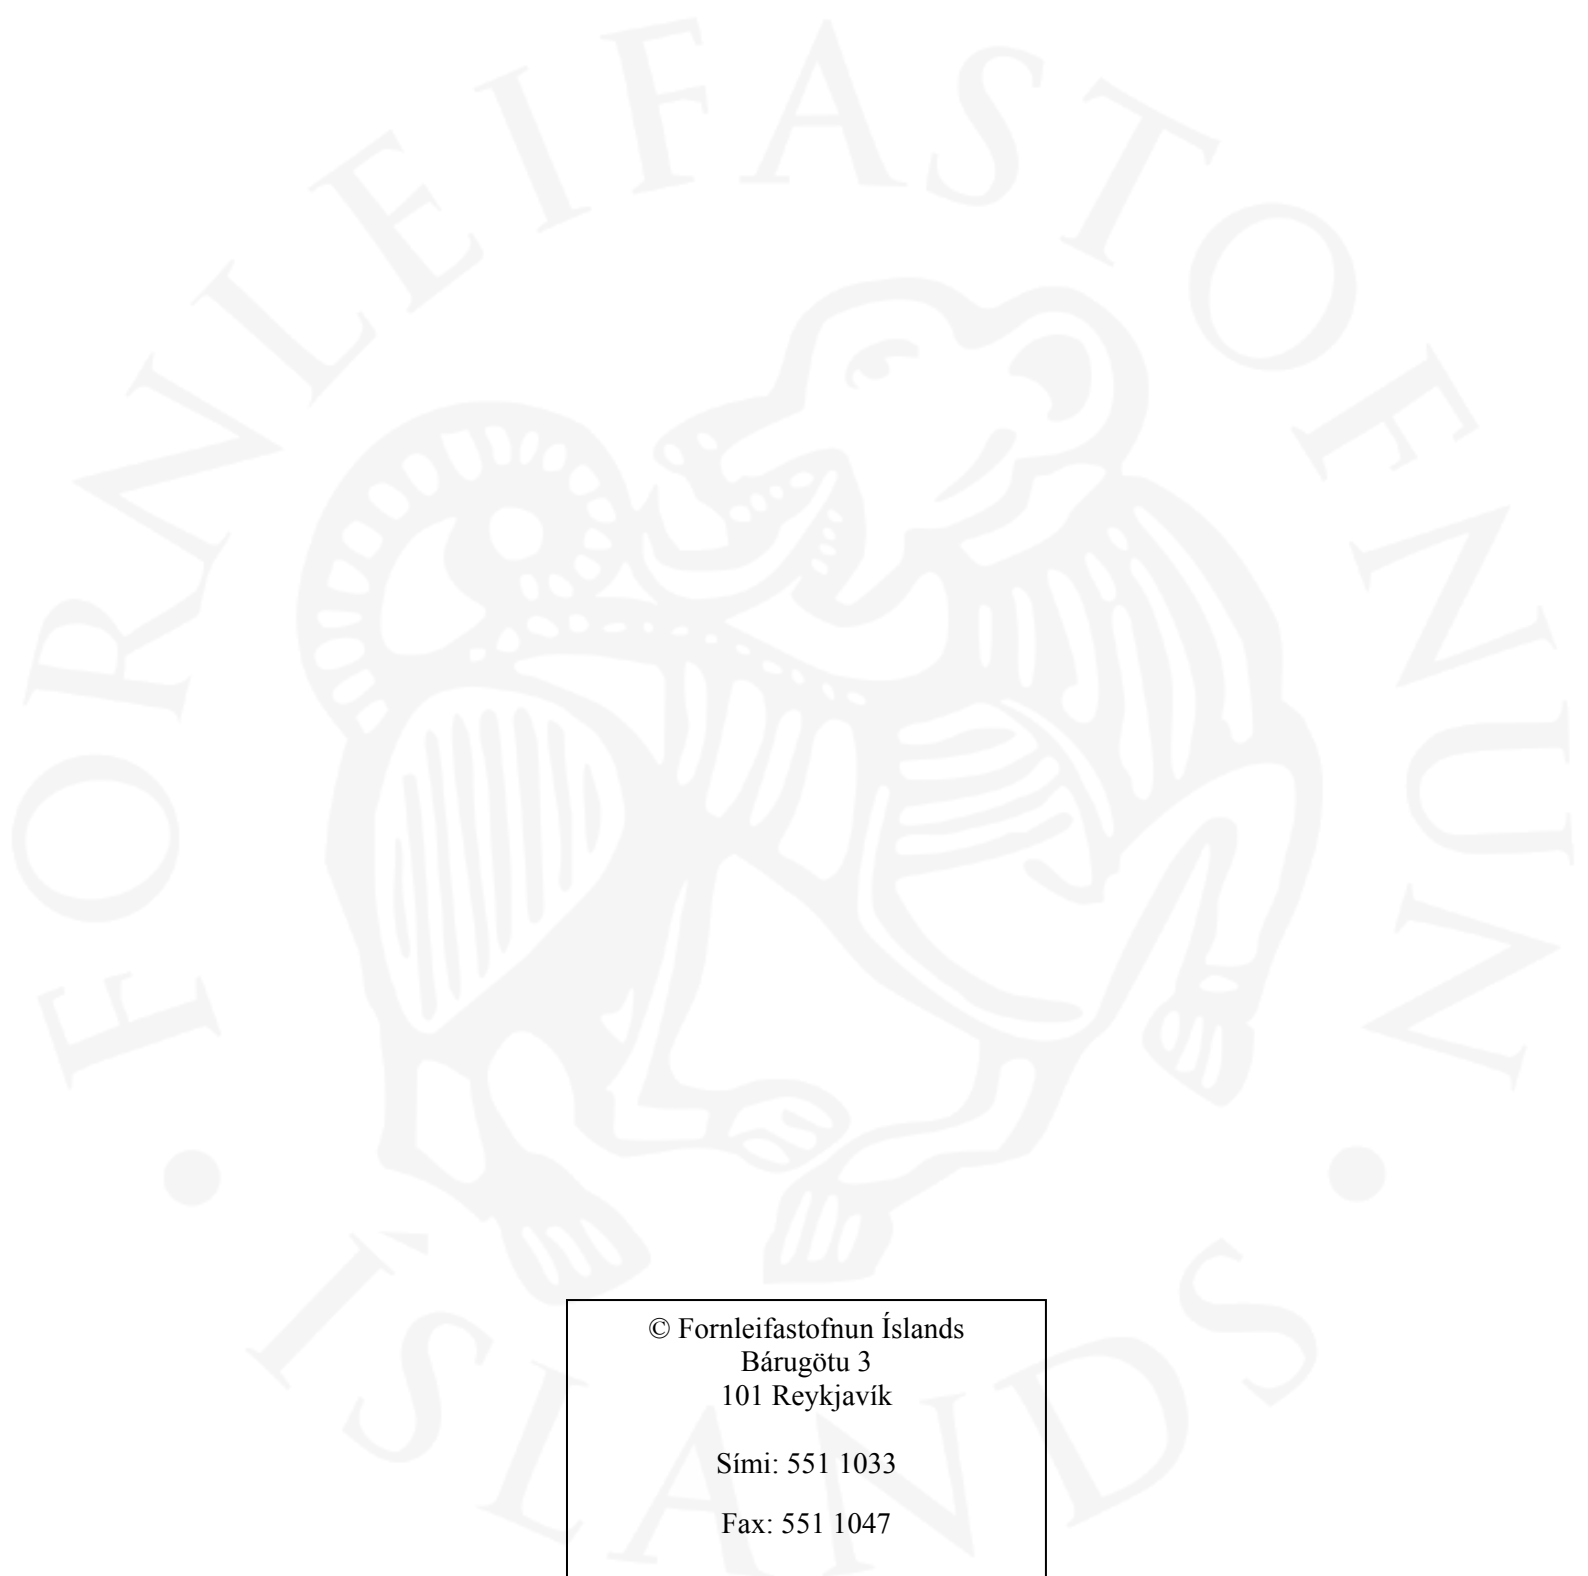 FORNLEIFASTOFNUN
ÍSLANDS
© Fornleifastofnun Íslands
Bárugötu 3
101 Reykjavík
Sími: 551 1033
Fax: 551 1047